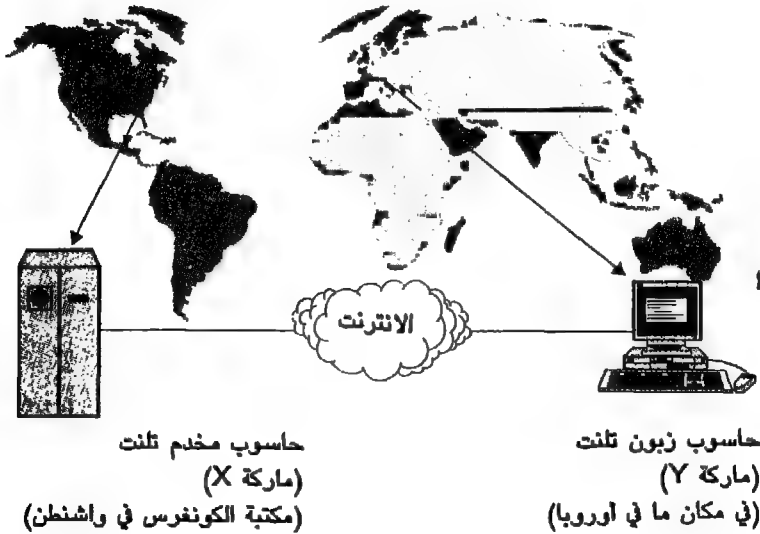 الانترنت
حاسوب مخدم تلنت
(ماركة X)
(مكتبة الكونغرس في واشنطن)
حاسوب زبون تلنت
(ماركة Y)
(في مكان ما في أوروبا)